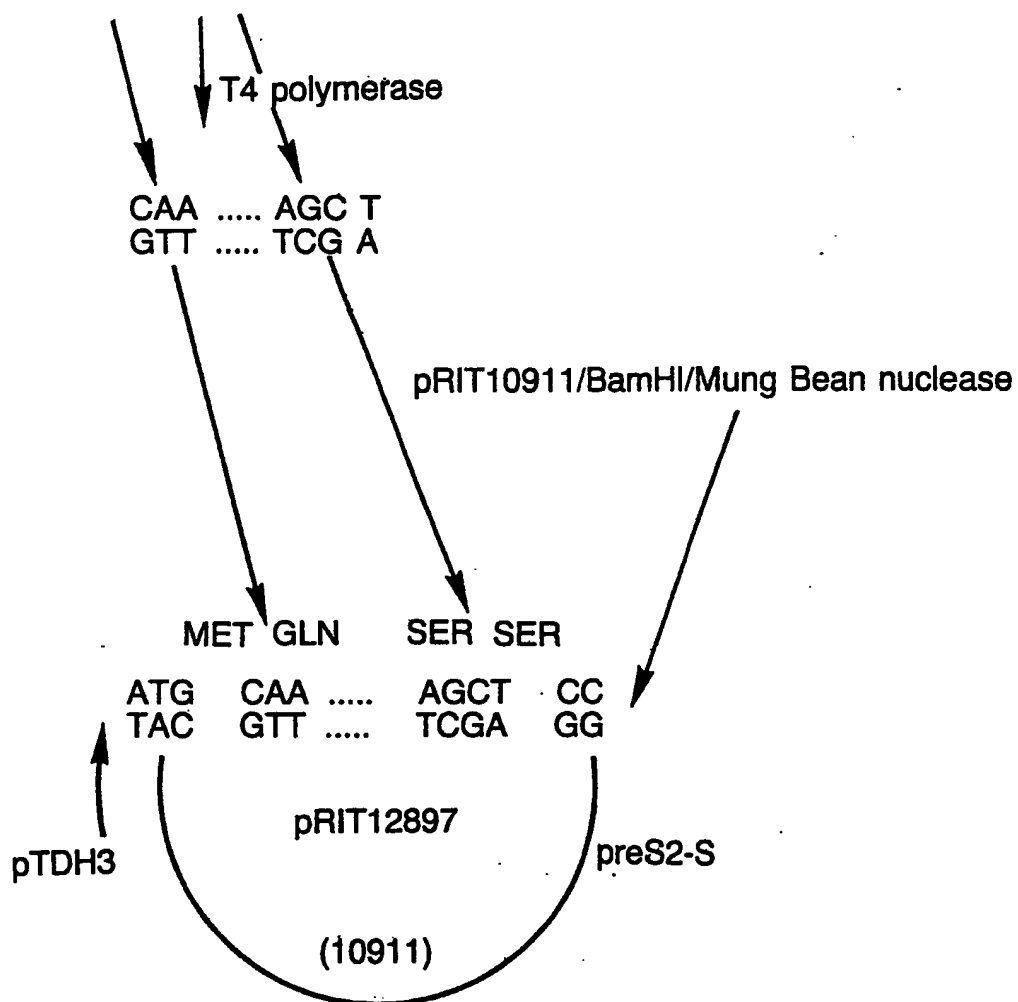 T4 polymerase
CAA ..... AGC T
GTT ..... TCG A
pRIT10911/BamHI/Mung Bean nuclease
MET GLN SER SER
ATG CAA ..... AGCT CC
TAC GTT ..... TCGA GG
pRIT12897
pTDH3
preS2-S
(10911)